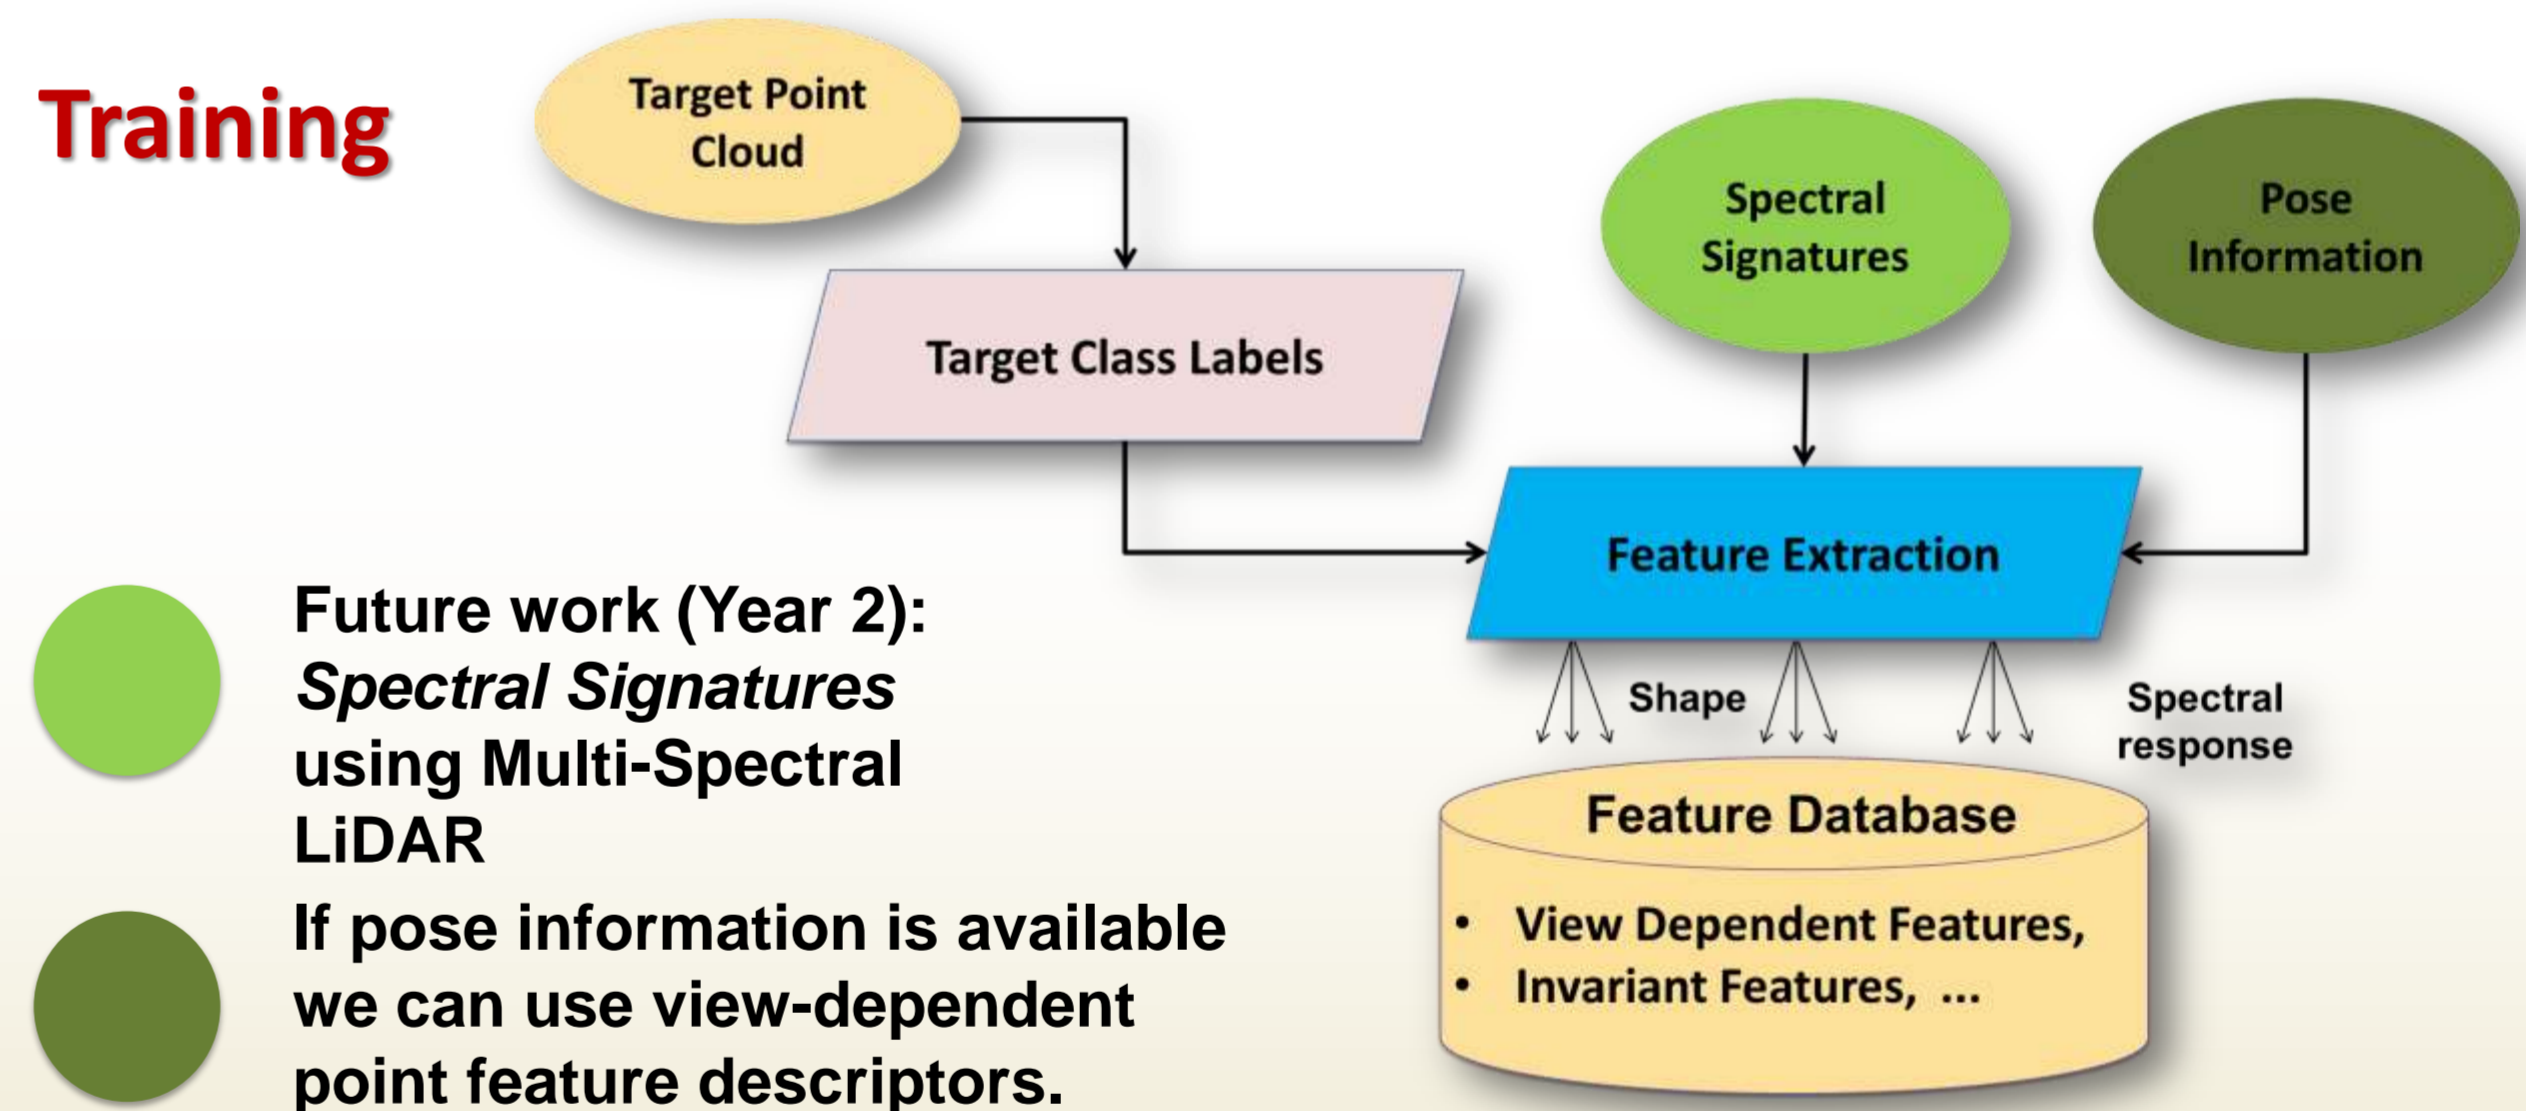 Training
Target Point
Cloud
Spectral
Signatures
Pose
Information
Target Class Labels
Feature Extraction
Shape
Spectral
response
Feature Database
• View Dependent Features,
• Invariant Features, ...
Future work (Year 2):
Spectral Signatures
using Multi-Spectral
LiDAR
If pose information is available
we can use view-dependent
point feature descriptors.